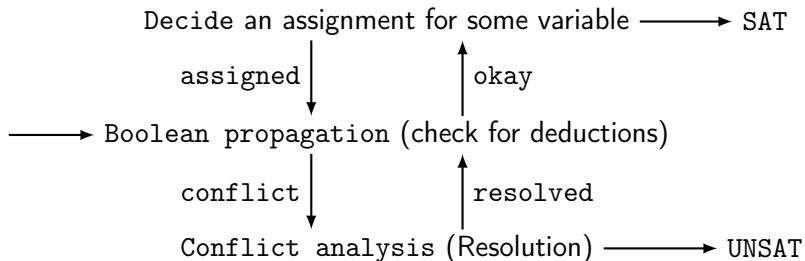 Decide an assignment for some variable SAT
assigned okay
Boolean propagation (check for deductions)
conflict resolved
Conflict analysis (Resolution) UNSAT